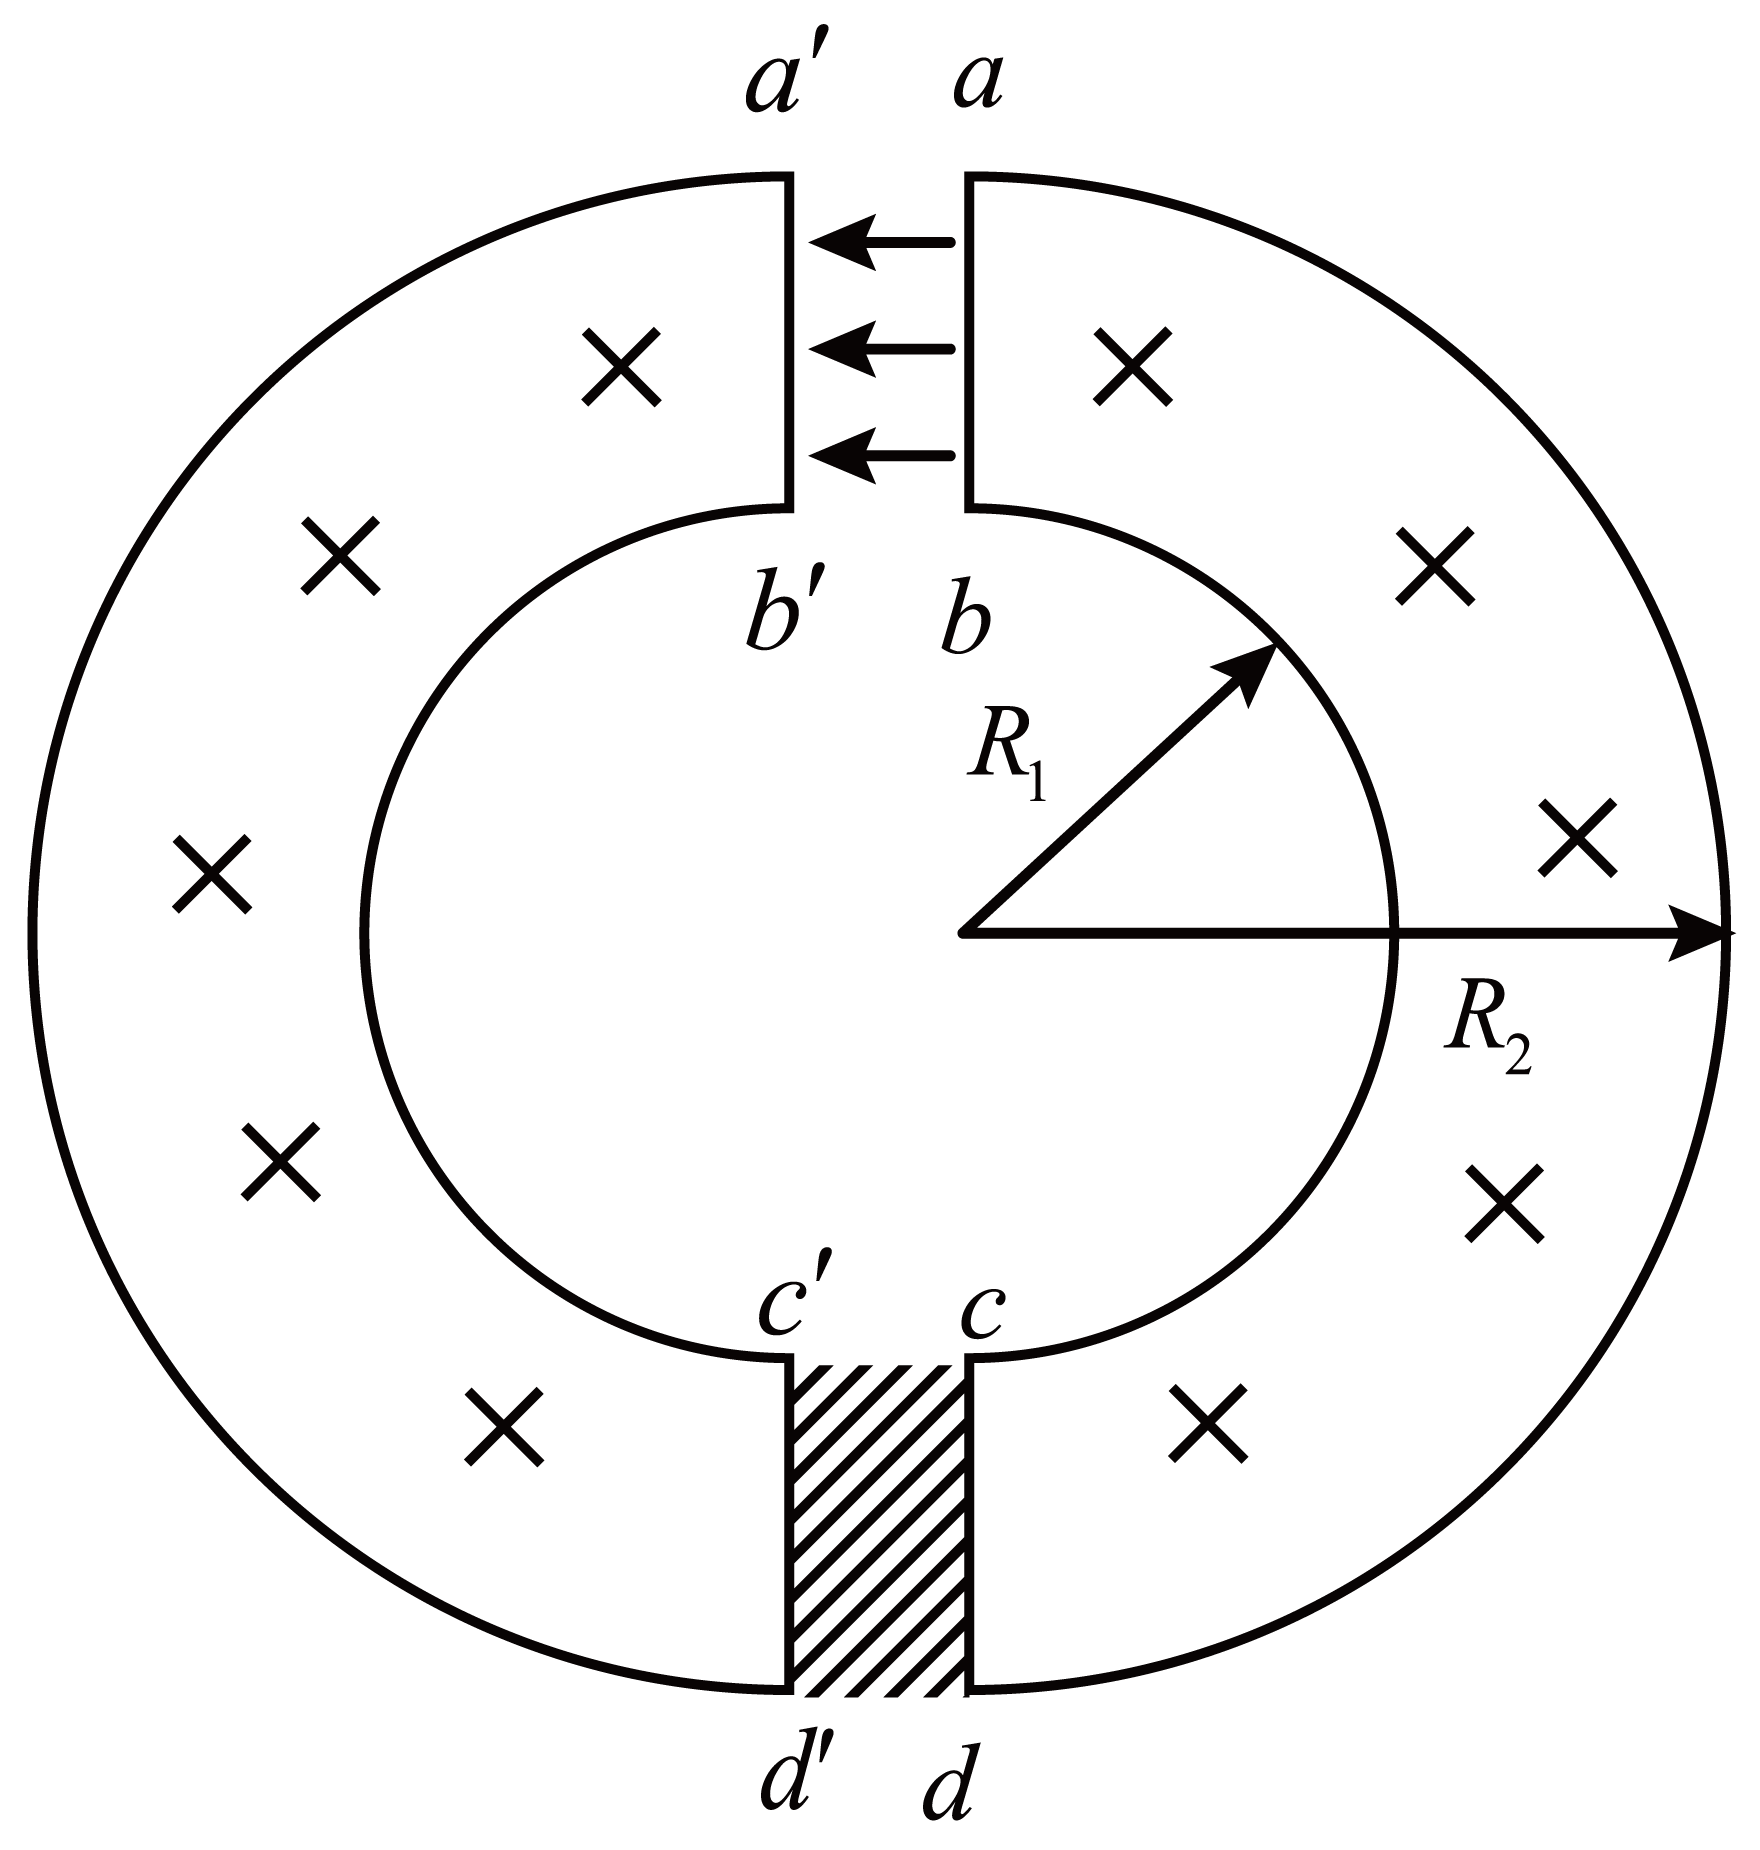 a′ a
b′ b
R₁
R₂
c′ c
d′ d